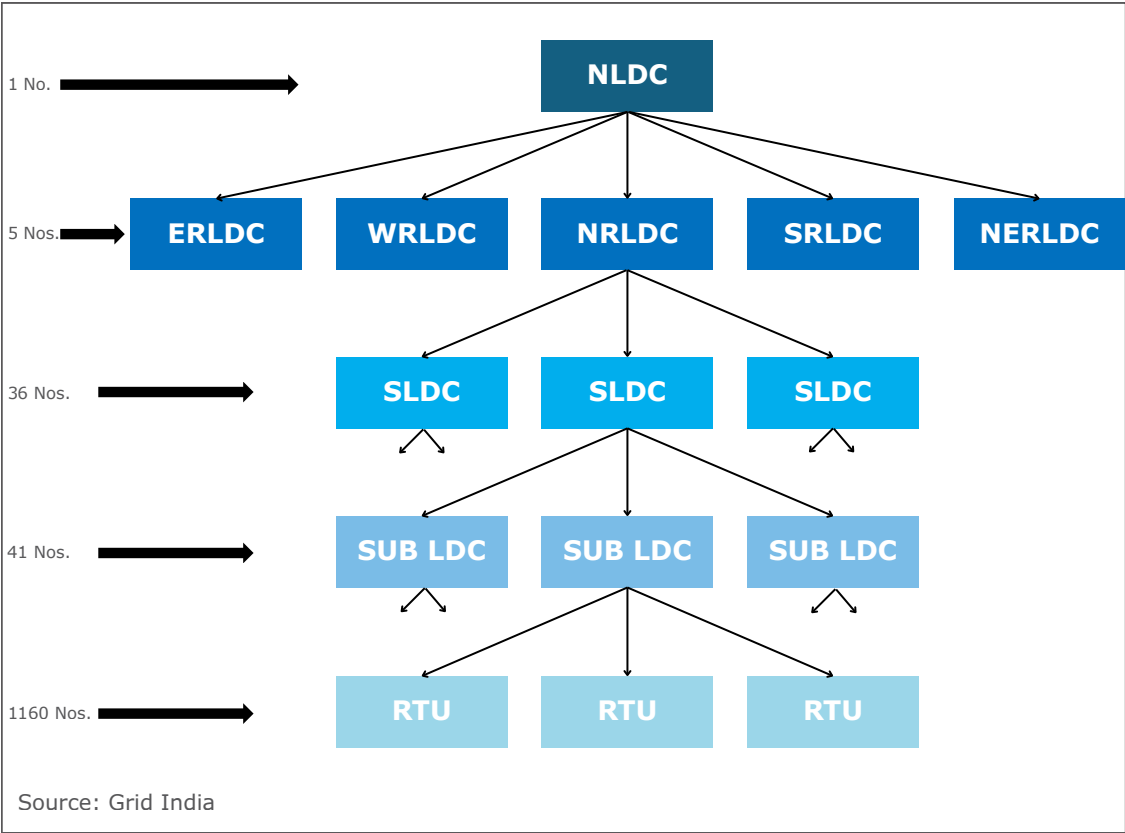 NLDC
1 No.
5 Nos.
ERLDC
WRLDC
NRLDC
SRLDC
NERLDC
36 Nos.
SLDC
SLDC
SLDC
41 Nos.
SUB LDC
SUB LDC
SUB LDC
1160 Nos.
RTU
RTU
RTU
Source: Grid India